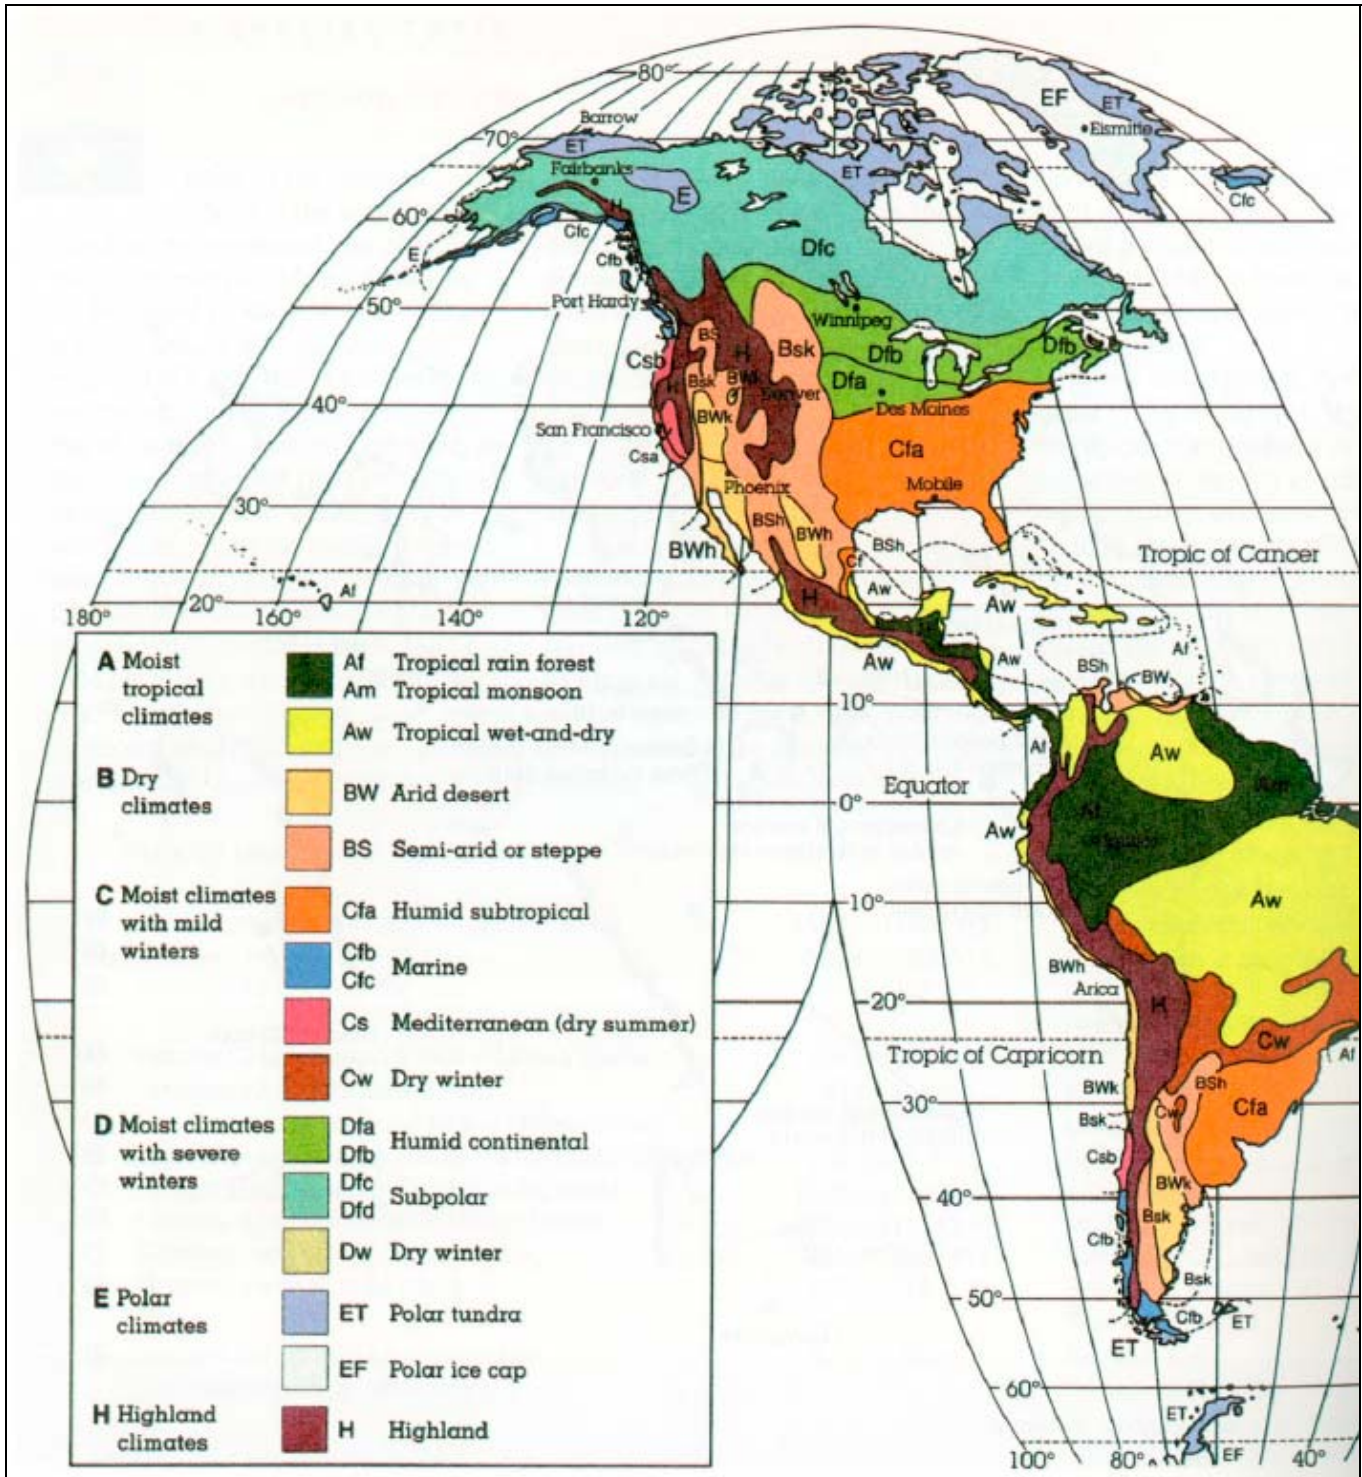 80°
EF
ET
Eismitte
Barrow
70°
ET
Fairbanks
ET
E
Cfc
H
60°
Cfc
Dfc
E
Cfb
Port Hardy
50°
Winnipeg
BS
H
Bsk
Dfb
Dfb
Csb
H
Bsk
BWk
Denver
Dfa
40°
Des Moines
BWk
San Francisco
Cfa
Csa
Phoenix
Mobile
30°
BSh
BWh
BSh
BWh
Cf
Tropic of Cancer
Af
Aw
Aw
H
180°
160°
140°
120°
20°
Aw
Aw
BSh
BW
Af
10°
Af
Aw
Am
Equator
0°
Af
Aw
10°
Aw
BWh
Arica
20°
H
Tropic of Capricorn
Cw
Af
BWk
BSh
30°
Cw
Cfa
Bsk
Csb
BWk
40°
Bsk
Cfb
Bsk
50°
Cfb
ET
ET
60°
ET
EF
100°
80°
40°
A Moist
tropical
climates
Af Tropical rain forest
Am Tropical monsoon
Aw Tropical wet-and-dry
B Dry
climates
BW Arid desert
BS Semi-arid or steppe
C Moist climates
with mild
winters
Cfa Humid subtropical
Cfb
Cfc
Marine
Cs Mediterranean (dry summer)
Cw Dry winter
D Moist climates
with severe
winters
Dfa
Dfb
Humid continental
Dfc
Dfd
Subpolar
Dw Dry winter
E Polar
climates
ET Polar tundra
EF Polar ice cap
H Highland
climates
H Highland